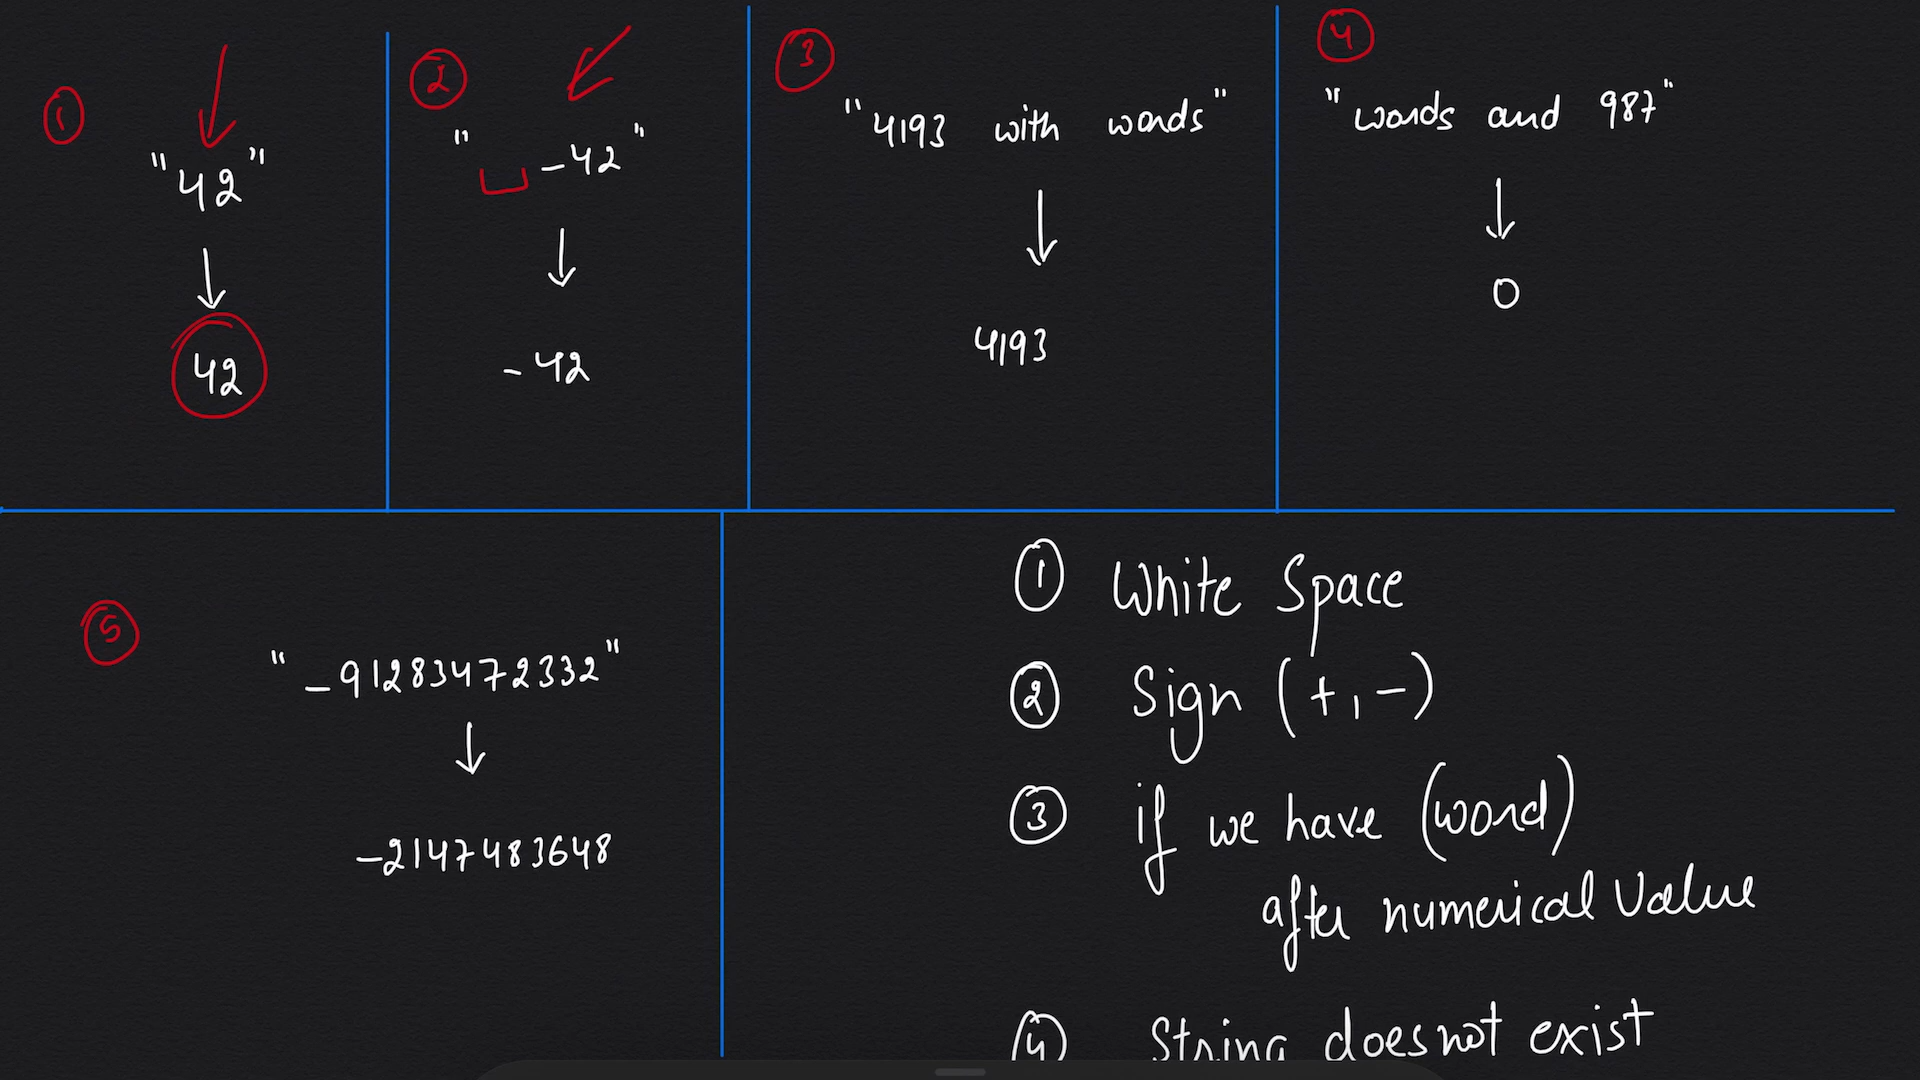 ①
"42"
42
②
" -42 "
-42
③
"4193 with words"
4193
④
"words and 987"
0
⑤
"-91283472332"
-2147483648
① White Space
② Sign (+,-)
③ if we have (word)
after numerical value
④ String does not exist